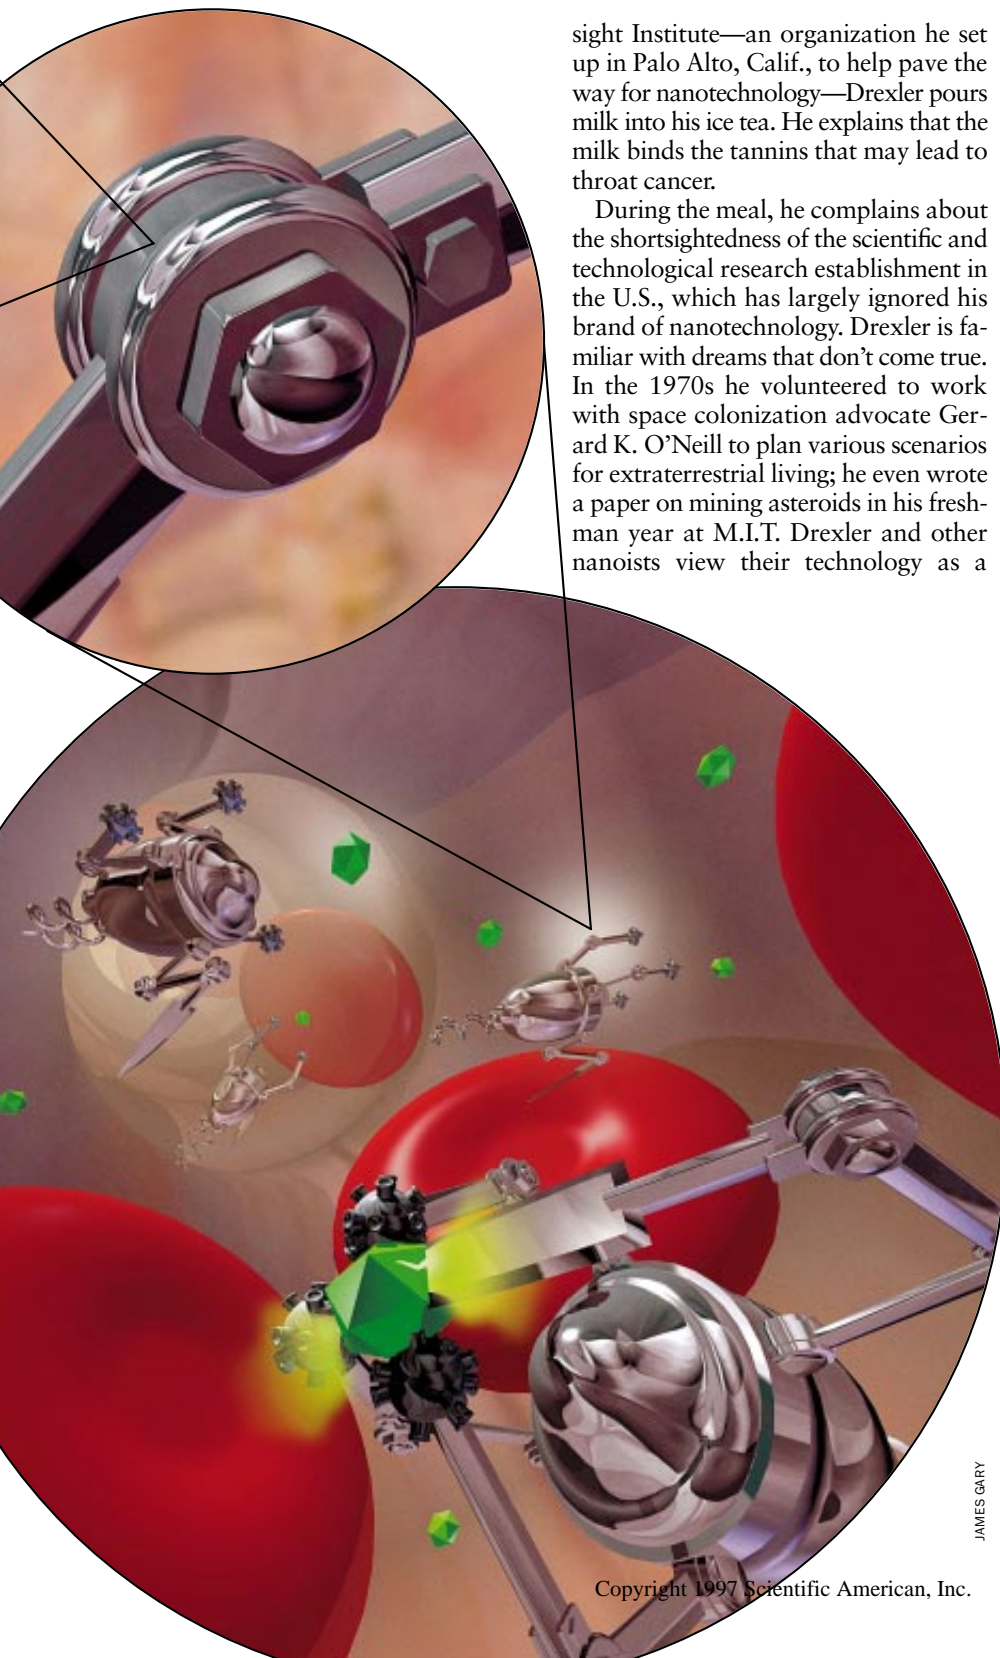 sight Institute—an organization he set
up in Palo Alto, Calif., to help pave the
way for nanotechnology—Drexler pours
milk into his ice tea. He explains that the
milk binds the tannins that may lead to
throat cancer.
During the meal, he complains about
the shortsightedness of the scientific and
technological research establishment in
the U.S., which has largely ignored his
brand of nanotechnology. Drexler is fa-
miliar with dreams that don't come true.
In the 1970s he volunteered to work
with space colonization advocate Ger-
ard K. O'Neill to plan various scenarios
for extraterrestrial living; he even wrote
a paper on mining asteroids in his fresh-
man year at M.I.T. Drexler and other
nanoists view their technology as a
JAMES GARY
Copyright 1997 Scientific American, Inc.